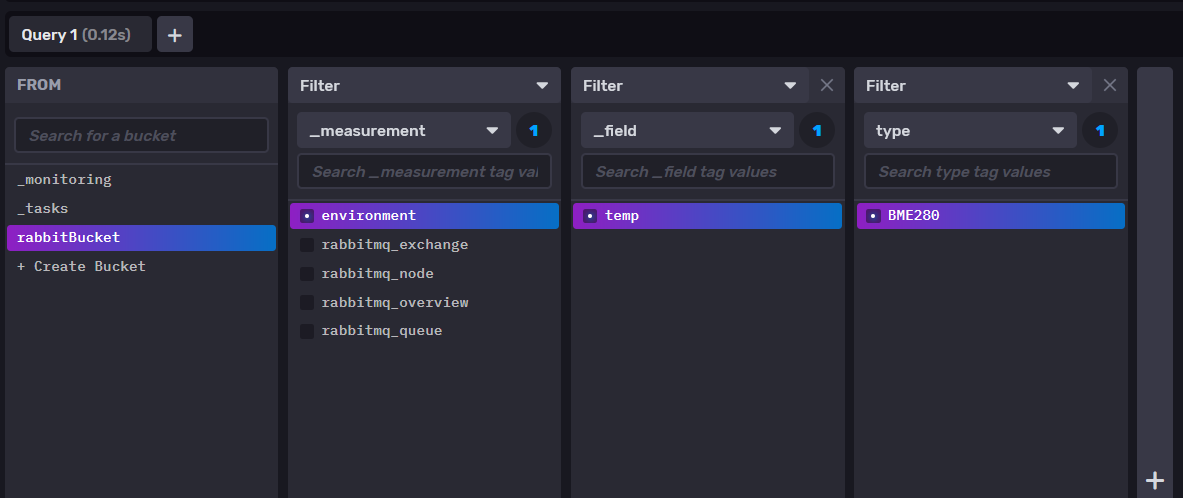 Query 1 (0.12s)
+
FROM
Search for a bucket
_monitoring
_tasks
rabbitBucket
+ Create Bucket
Filter
_measurement
1
Search _measurement tag val
environment
rabbitmq_exchange
rabbitmq_node
rabbitmq_overview
rabbitmq_queue
Filter
_field
1
Search _field tag values
temp
Filter
type
1
Search type tag values
BME280
+